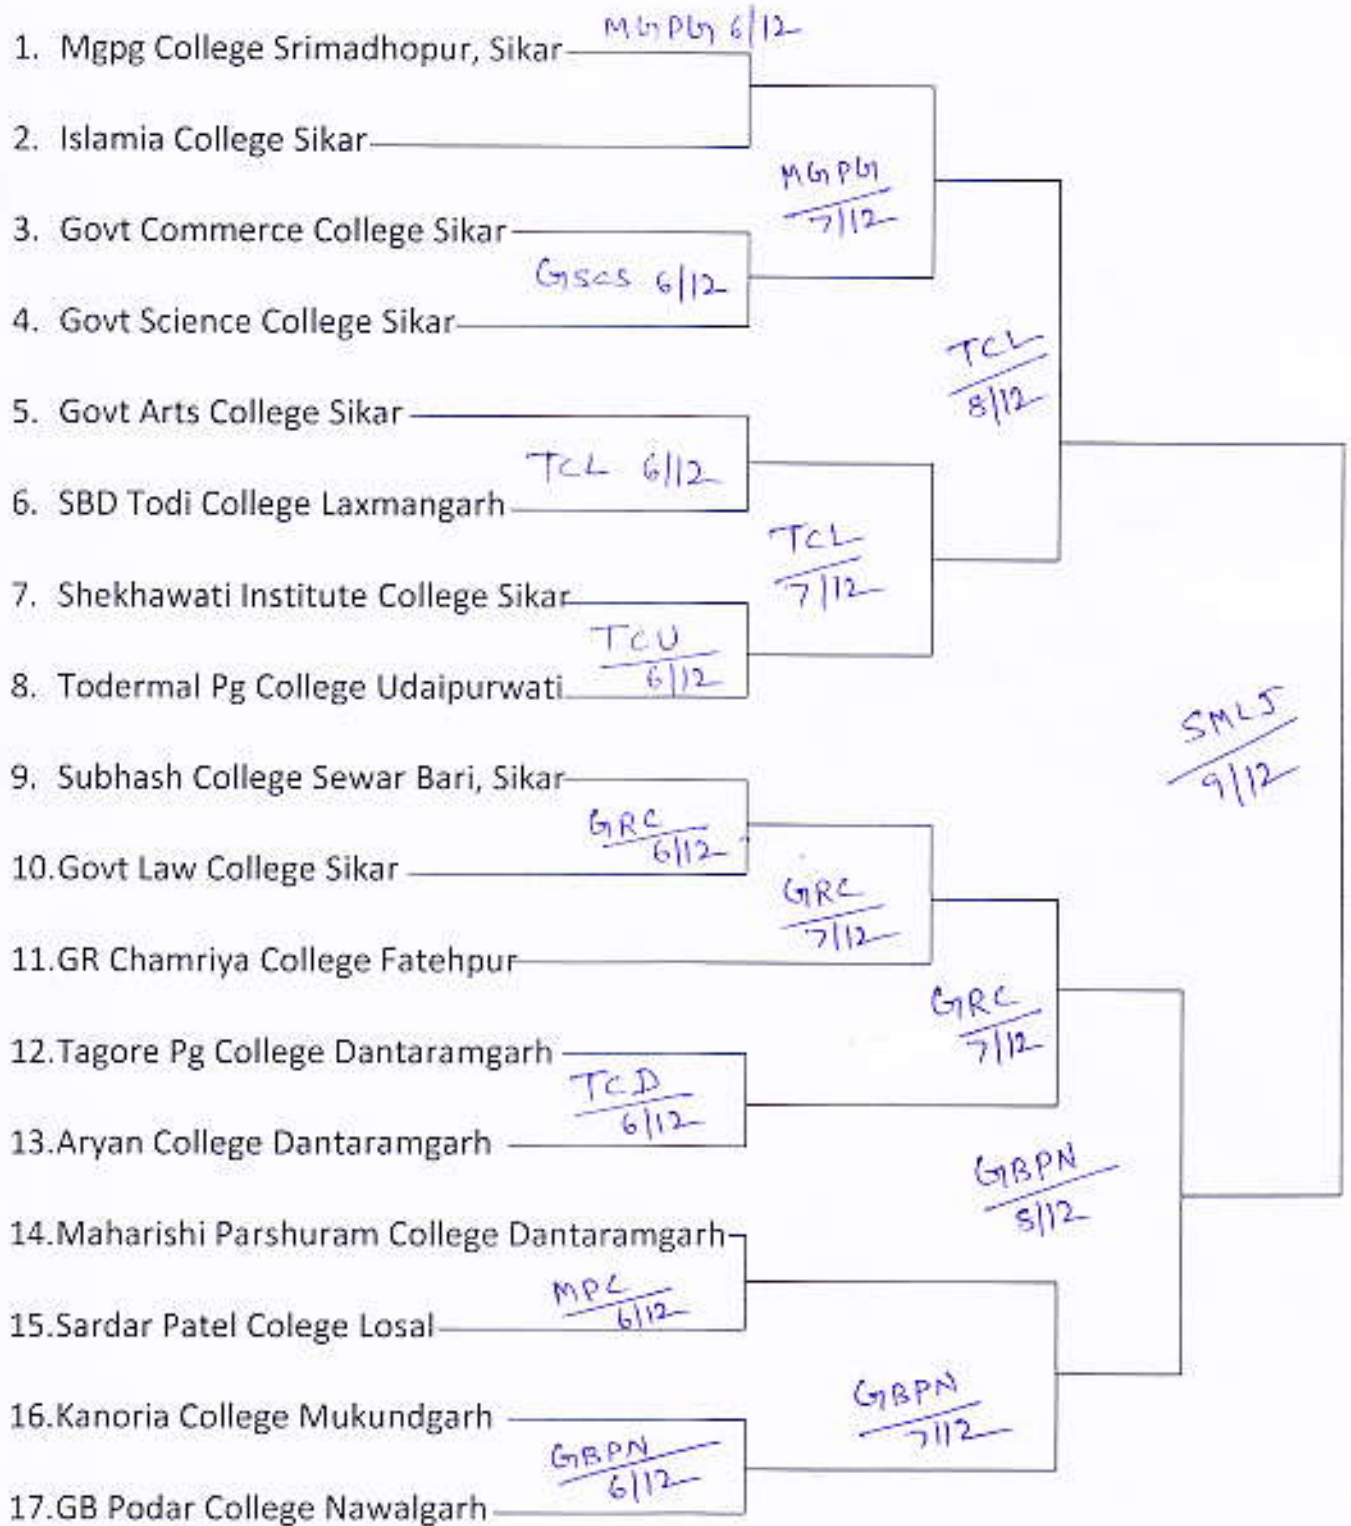 MGPG 6/12
1. Mgpg College Srimadhopur, Sikar
2. Islamia College Sikar
MGPG
7/12
3. Govt Commerce College Sikar
GSCS 6/12
4. Govt Science College Sikar
TCL
8/12
5. Govt Arts College Sikar
TCL 6/12
6. SBD Todi College Laxmangarh
TCL
7/12
7. Shekhawati Institute College Sikar
TCU
6/12
8. Todermal Pg College Udaipurwati
SMLJ
9/12
9. Subhash College Sewar Bari, Sikar
GRC
6/12
10.Govt Law College Sikar
GRC
7/12
11.GR Chamriya College Fatehpur
GRC
7/12
12.Tagore Pg College Dantaramgarh
TCD
6/12
13.Aryan College Dantaramgarh
GBPN
8/12
14.Maharishi Parshuram College Dantaramgarh
MPC
6/12
15.Sardar Patel Colege Losal
GBPN
7/12
16.Kanoria College Mukundgarh
GBPN
6/12
17.GB Podar College Nawalgarh